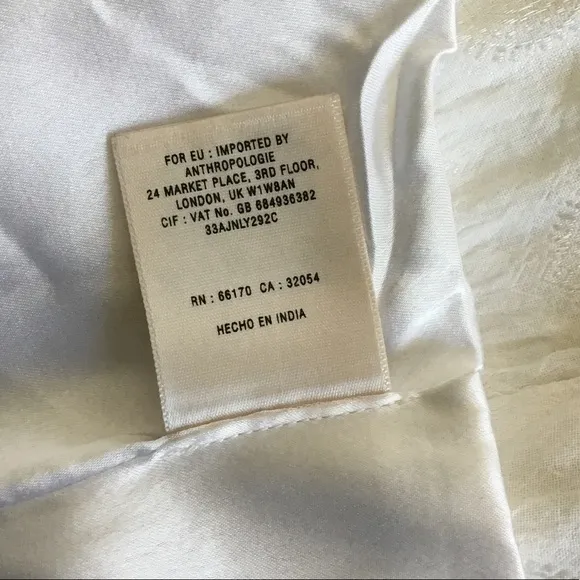 FOR EU : IMPORTED BY
ANTHROPOLOGIE
24 MARKET PLACE, 3RD FLOOR,
LONDON, UK W1W8AN
CIF : VAT No. GB 684936382
33AJNLY292C
RN : 66170 CA : 32054
HECHO EN INDIA